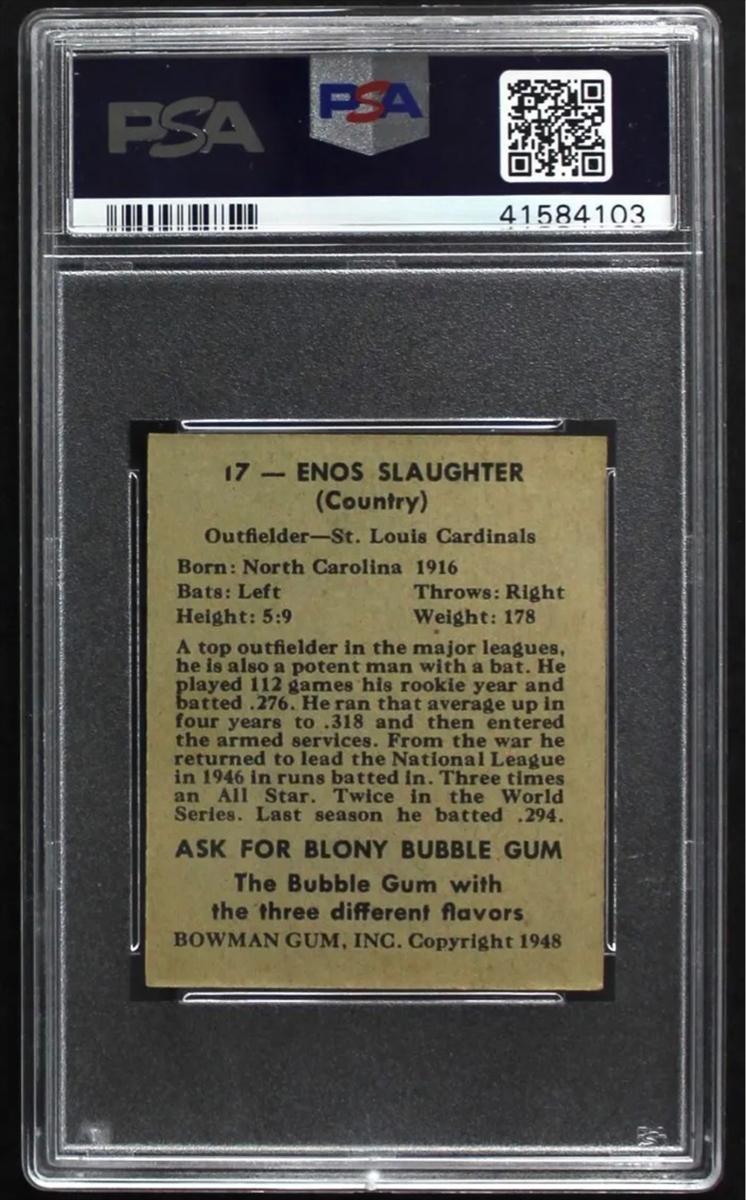 PSA
PSA
41584103
17 — ENOS SLAUGHTER
(Country)
Outfielder—St. Louis Cardinals
Born: North Carolina 1916
Bats: Left Throws: Right
Height: 5:9 Weight: 178
A top outfielder in the major leagues,
he is also a potent man with a bat. He
played 112 games his rookie year and
batted .276. He ran that average up in
four years to .318 and then entered
the armed services. From the war he
returned to lead the National League
in 1946 in runs batted in. Three times
an All Star. Twice in the World
Series. Last season he batted .294.
ASK FOR BLONY BUBBLE GUM
The Bubble Gum with
the three different flavors
BOWMAN GUM, INC. Copyright 1948
PSA